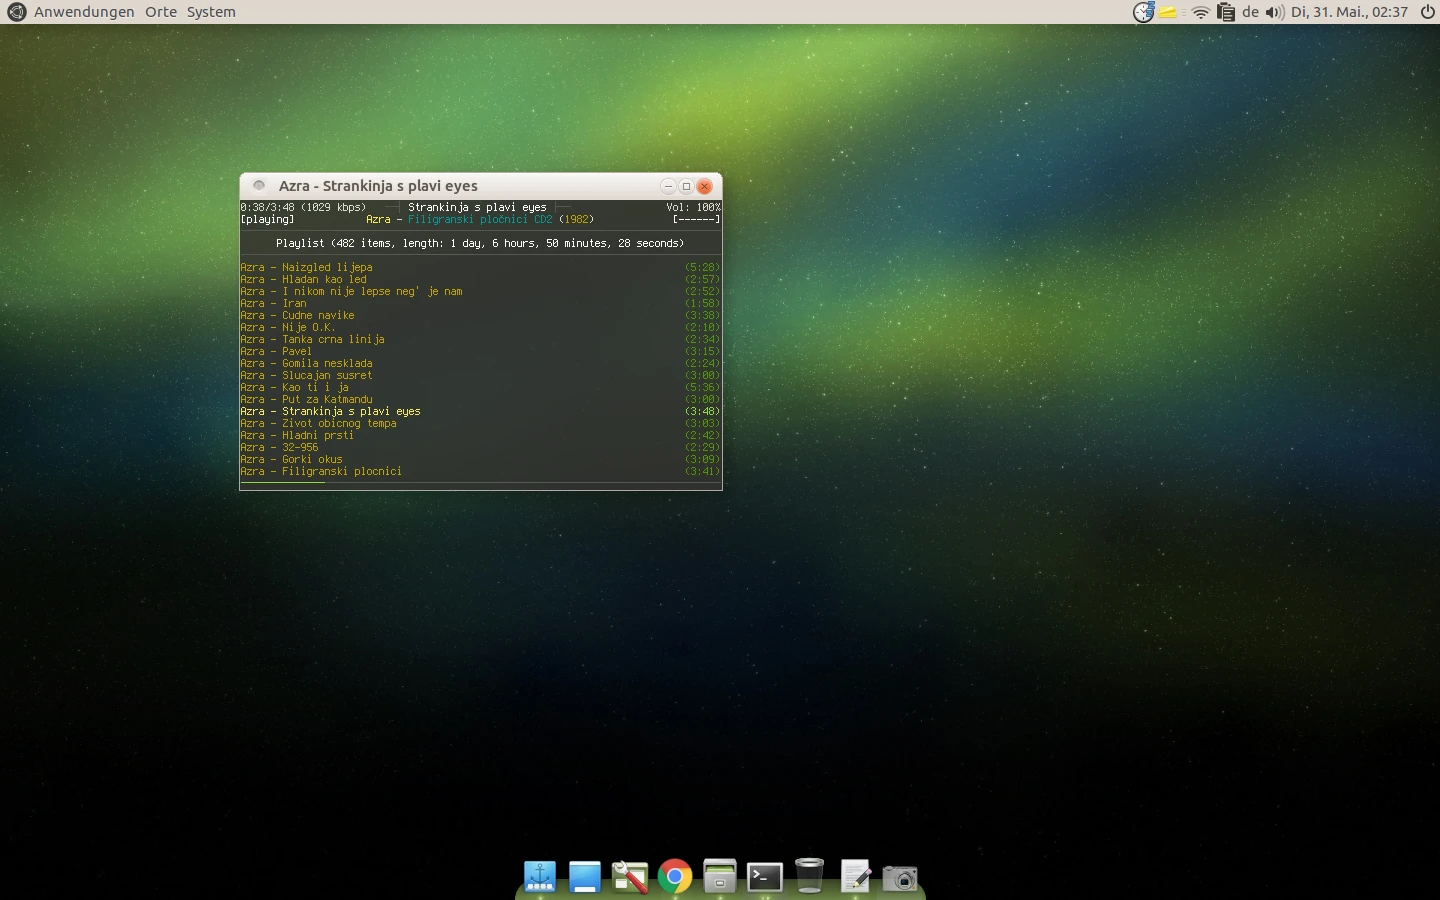 Anwendungen Orte System
de Di, 31. Mai., 02:37
Azra - Strankinja s plavi eyes
0:38/3:48 (1029 kbps) Strankinja s plavi eyes Vol: 100%
[playing] Azra - Filigranski pločnici CD2 (1982) [------]
Playlist (482 items, length: 1 day, 6 hours, 50 minutes, 28 seconds)
Azra - Naizgled lijepa (5:28)
Azra - Hladan kao led (2:57)
Azra - I nikom nije lepse neg' je nam (2:52)
Azra - Iran (1:58)
Azra - Cudne navike (3:38)
Azra - Nije O.K. (2:10)
Azra - Tanka crna linija (2:34)
Azra - Pavel (3:15)
Azra - Gomila nesklada (2:24)
Azra - Slucajan susret (3:00)
Azra - Kao ti i ja (5:36)
Azra - Put za Katmandu (3:00)
Azra - Strankinja s plavi eyes (3:48)
Azra - Zivot obicnog tempa (3:03)
Azra - Hladni prsti (2:42)
Azra - 32-956 (2:29)
Azra - Gorki okus (3:09)
Azra - Filigranski plocnici (3:41)